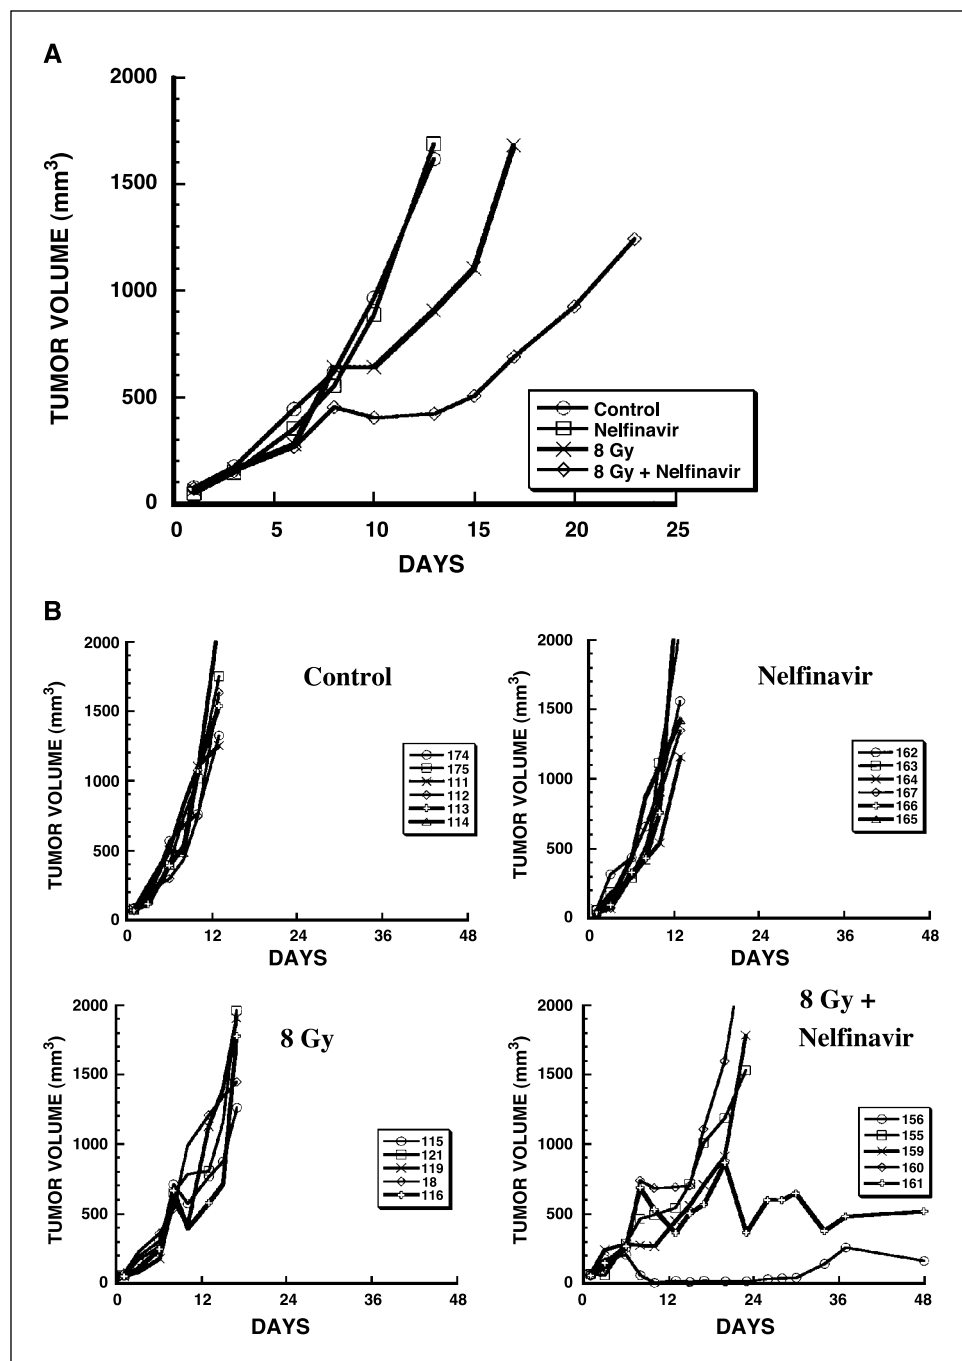 A
2000
1500
1000
500
0
TUMOR VOLUME (mm³)
Control
Nelfinavir
8 Gy
8 Gy + Nelfinavir
0 5 10 15 20 25
DAYS
B
2000
1500
1000
500
0
TUMOR VOLUME (mm³)
Control
174
175
111
112
113
114
0 12 24 36 48
DAYS
2000
1500
1000
500
0
TUMOR VOLUME (mm³)
Nelfinavir
162
163
164
167
166
165
0 12 24 36 48
DAYS
2000
1500
1000
500
0
TUMOR VOLUME (mm³)
8 Gy
115
121
119
18
116
0 12 24 36 48
DAYS
2000
1500
1000
500
0
TUMOR VOLUME (mm³)
8 Gy +
Nelfinavir
156
155
159
160
161
0 12 24 36 48
DAYS